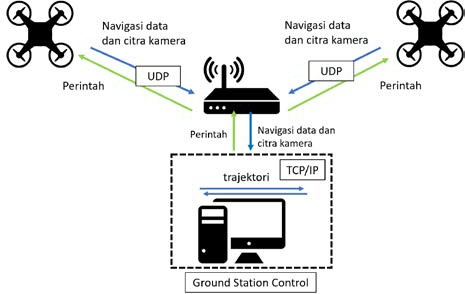 Navigasi data
dan citra kamera
UDP
Perintah
Navigasi data
dan citra kamera
UDP
Perintah
Perintah
Navigasi data dan
citra kamera
TCP/IP
trajektori
Ground Station Control